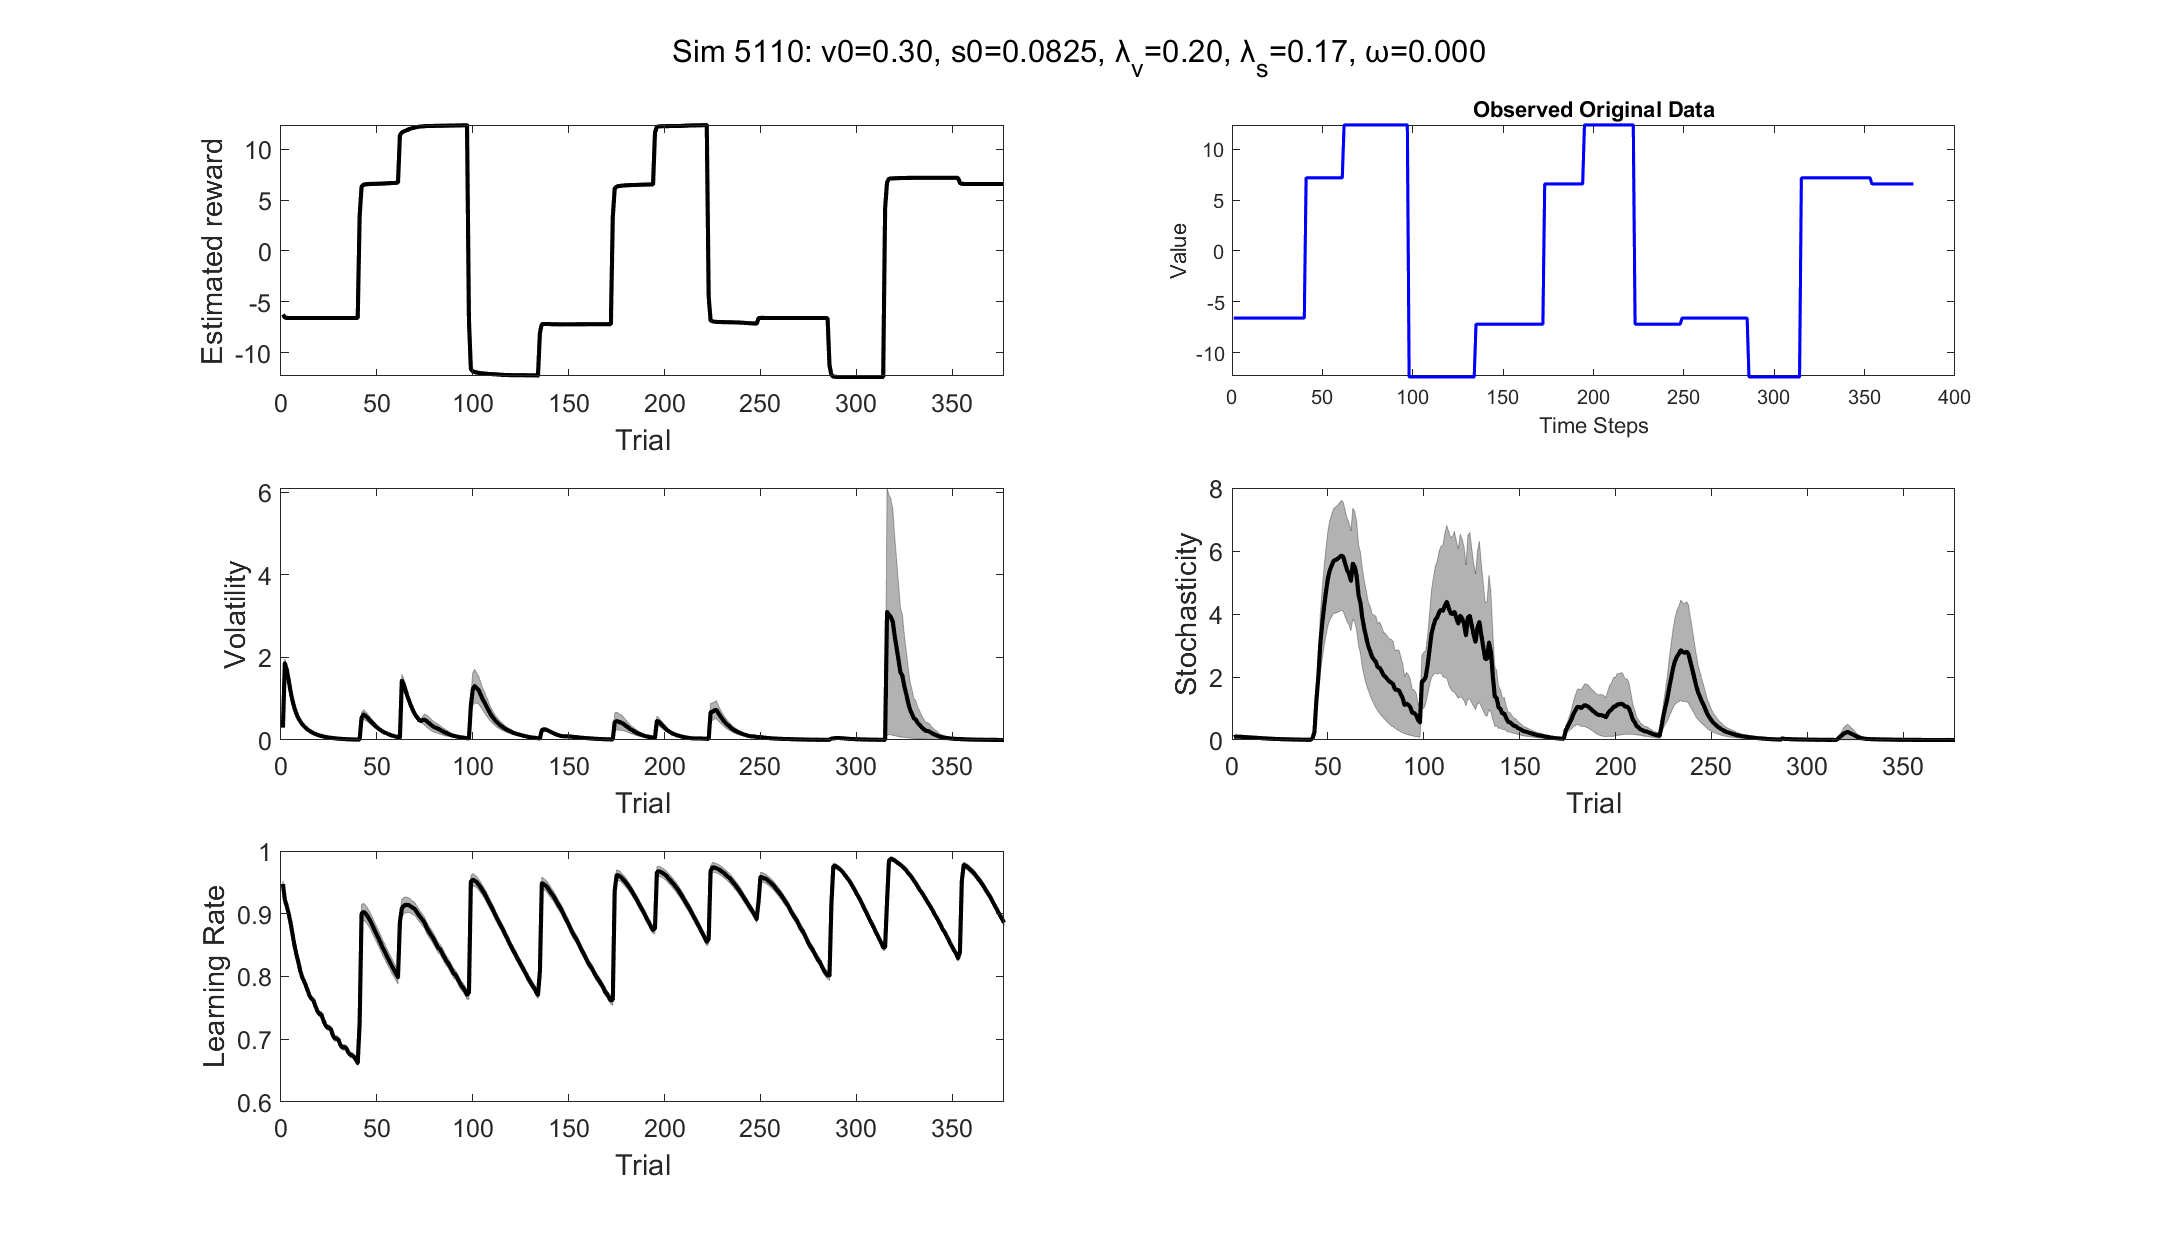 Sim 5110: v0=0.30, s0=0.0825, λ_v=0.20, λ_s=0.17, ω=0.000
Estimated reward
10
5
0
-5
-10
0 50 100 150 200 250 300 350
Trial
Observed Original Data
Value
10
5
0
-5
-10
0 50 100 150 200 250 300 350 400
Time Steps
Volatility
6
4
2
0
0 50 100 150 200 250 300 350
Trial
Stochasticity
8
6
4
2
0
0 50 100 150 200 250 300 350
Trial
Learning Rate
1
0.9
0.8
0.7
0.6
0 50 100 150 200 250 300 350
Trial